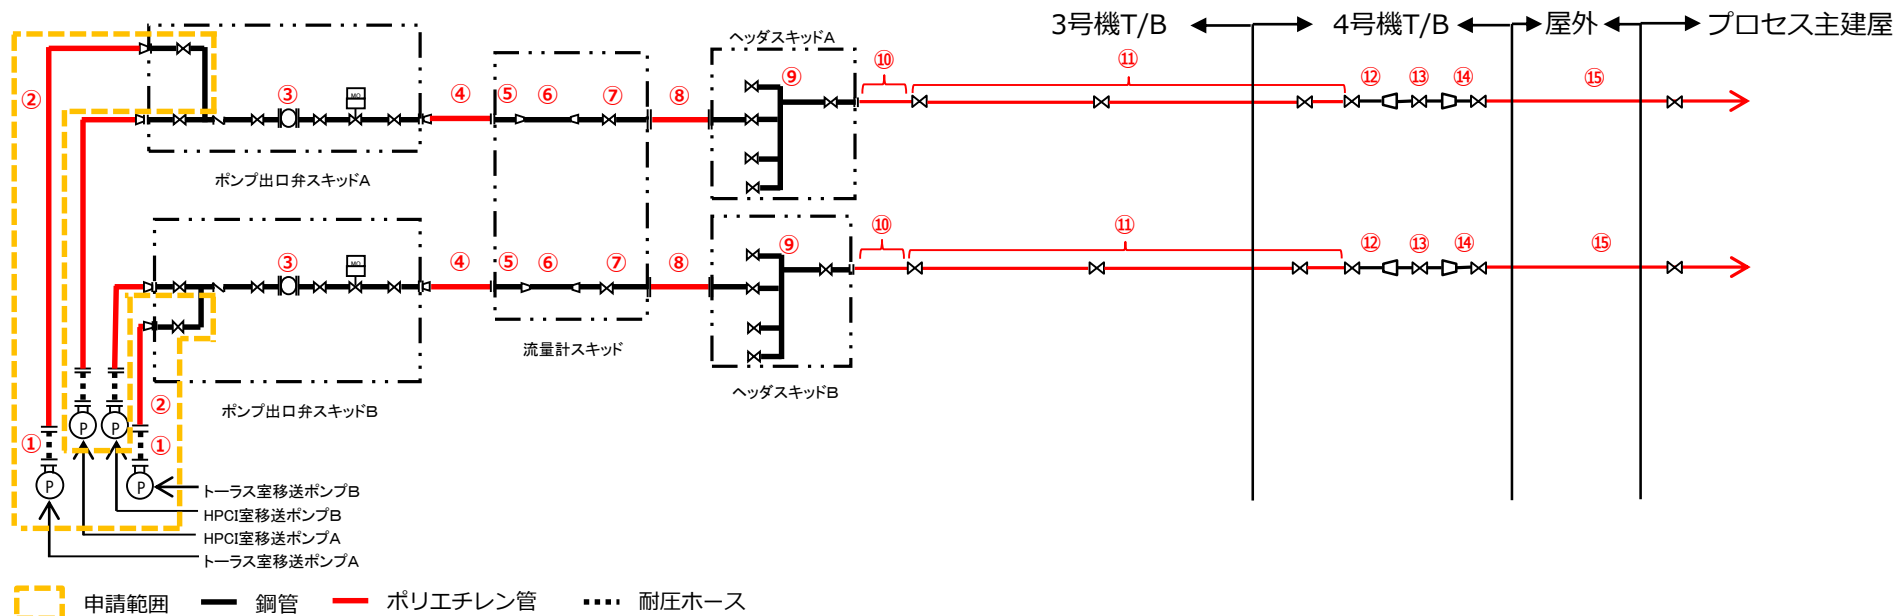 3号機T/B
4号機T/B
屋外
プロセス主建屋
ヘッダスキッドA
⑩
⑪
②
③
MO
④
⑤
⑥
⑦
⑧
⑨
⑫
⑬
⑭
⑮
ポンプ出口弁スキッドA
⑩
⑪
③
MO
④
⑤
⑥
⑦
⑧
⑨
⑫
⑬
⑭
⑮
流量計スキッド
ヘッダスキッドB
ポンプ出口弁スキッドB
②
P
P
①
①
P
P
トーラス室移送ポンプB
HPCI室移送ポンプB
HPCI室移送ポンプA
トーラス室移送ポンプA
申請範囲
鋼管
ポリエチレン管
耐圧ホース